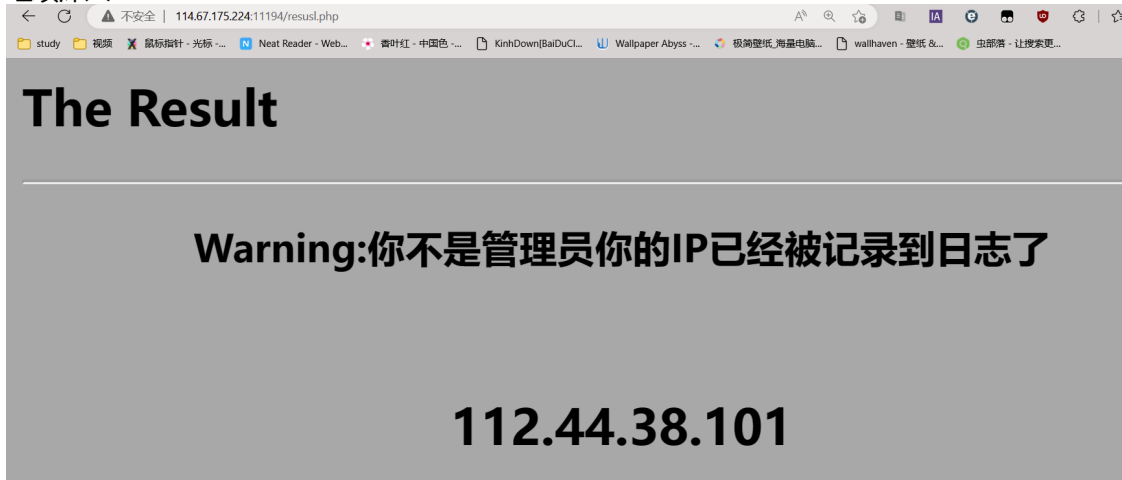 不安全 | 114.67.175.224:11194/resusl.php
study 视频 鼠标指针 - 光标 -... Neat Reader - Web... 香叶红 - 中国色 -... KinhDown|BaiDuCl... Wallpaper Abyss -... 极简壁纸_海量电脑... wallhaven - 壁纸 &... 虫部落 - 让搜索更...
The Result
Warning:你不是管理员你的IP已经被记录到日志了
112.44.38.101